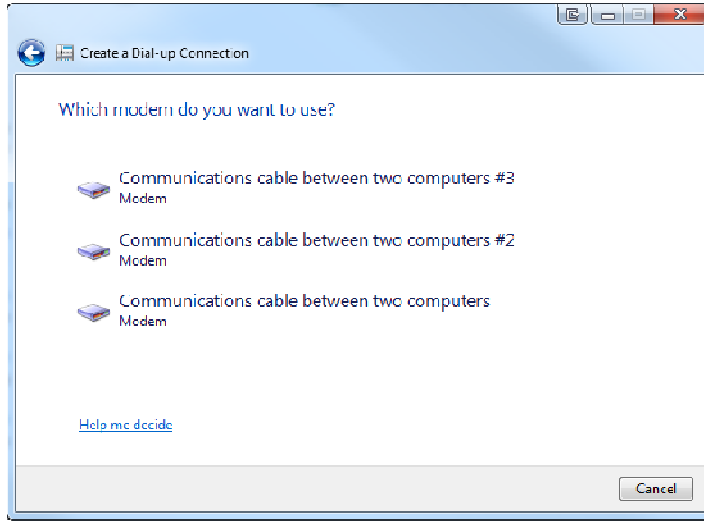 Create a Dial-up Connection
Which modem do you want to use?
Communications cable between two computers #3
Modem
Communications cable between two computers #2
Modem
Communications cable between two computers
Modem
Help me decide
Cancel